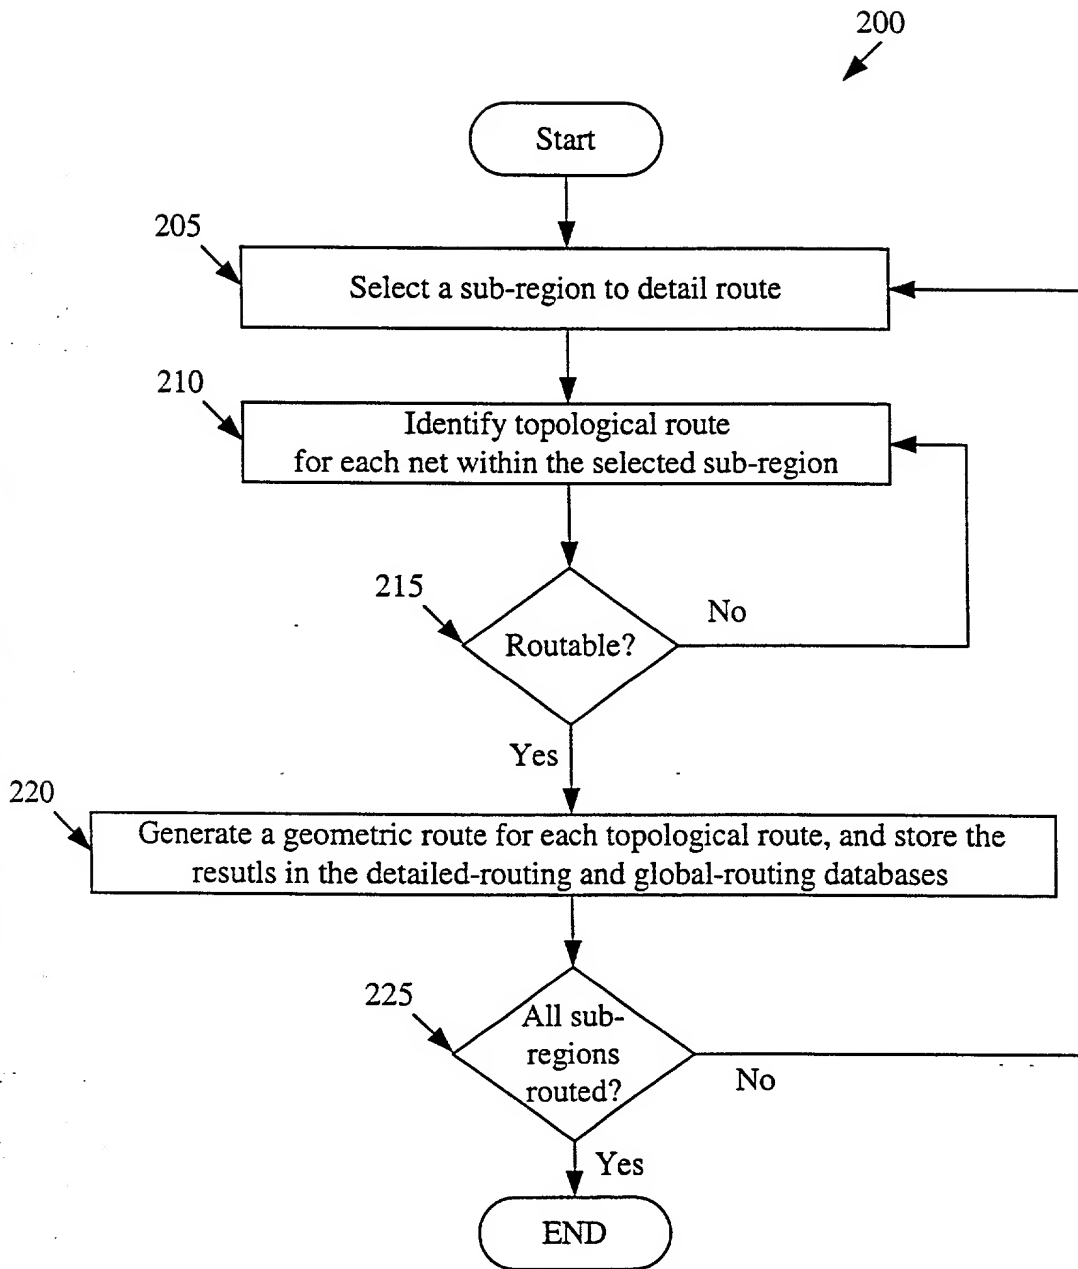 200
Start
205
Select a sub-region to detail route
210
Identify topological route
for each net within the selected sub-region
215
Routable?
No
Yes
220
Generate a geometric route for each topological route, and store the
resutls in the detailed-routing and global-routing databases
225
All sub-
regions
routed?
No
Yes
END